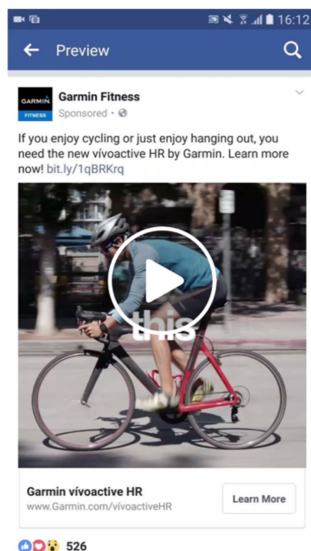 16:12
Preview
GARMIN
FITNESS
Garmin Fitness
Sponsored •
If you enjoy cycling or just enjoy hanging out, you
need the new vívoactive HR by Garmin. Learn more
now! bit.ly/1qBRKrq
this
Garmin vívoactive HR
www.Garmin.com/vívoactiveHR
Learn More
526